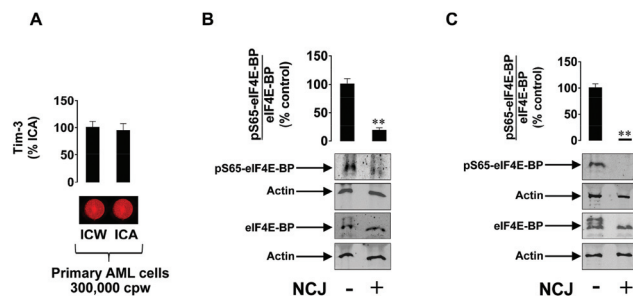 A
Tim-3
(% ICA)
150
100
50
0
ICW ICA
Primary AML cells
300,000 cpw
B
pS65-eIF4E-BP
eIF4E-BP
(% control)
150
100
50
0
**
pS65-eIF4E-BP
Actin
eIF4E-BP
Actin
NCJ - +
C
pS65-eIF4E-BP
eIF4E-BP
(% control)
150
100
50
0
**
pS65-eIF4E-BP
Actin
eIF4E-BP
Actin
NCJ - +